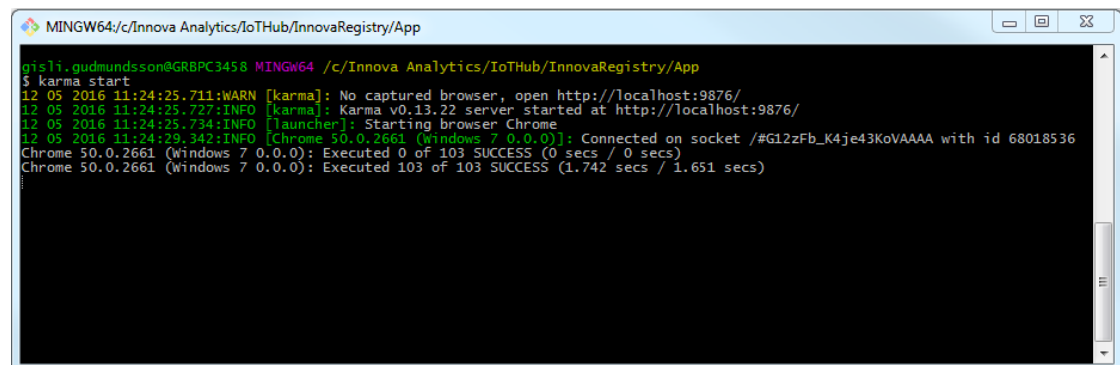 MINGW64:/c/Innova Analytics/IoTHub/InnovaRegistry/App
gisli.gudmundsson@GRBPC3458 MINGW64 /c/Innova Analytics/IoTHub/InnovaRegistry/App
$ karma start
12 05 2016 11:24:25.711:WARN [karma]: No captured browser, open http://localhost:9876/
12 05 2016 11:24:25.727:INFO [karma]: Karma v0.13.22 server started at http://localhost:9876/
12 05 2016 11:24:25.734:INFO [launcher]: Starting browser Chrome
12 05 2016 11:24:29.342:INFO [Chrome 50.0.2661 (Windows 7 0.0.0)]: Connected on socket /#G12zFb_K4je43KoVAAAA with id 68018536
Chrome 50.0.2661 (Windows 7 0.0.0): Executed 0 of 103 SUCCESS (0 secs / 0 secs)
Chrome 50.0.2661 (Windows 7 0.0.0): Executed 103 of 103 SUCCESS (1.742 secs / 1.651 secs)